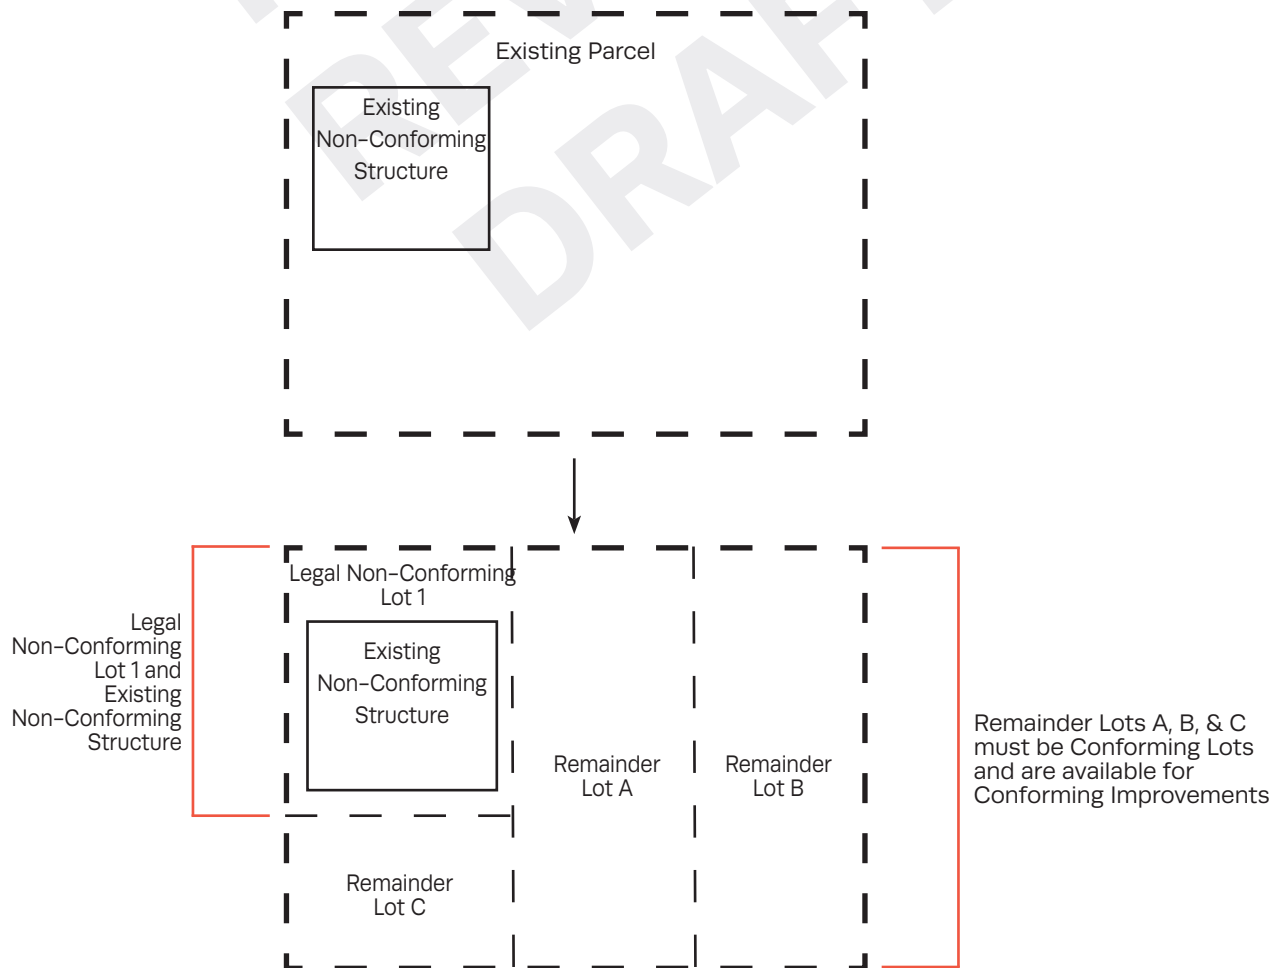 REV
DRAF
Existing Parcel
Existing
Non-Conforming
Structure
Legal Non-Conforming
Lot 1
Existing
Non-Conforming
Structure
Legal
Non-Conforming
Lot 1 and
Existing
Non-Conforming
Structure
Remainder
Lot A
Remainder
Lot B
Remainder
Lot C
Remainder Lots A, B, & C
must be Conforming Lots
and are available for
Conforming Improvements